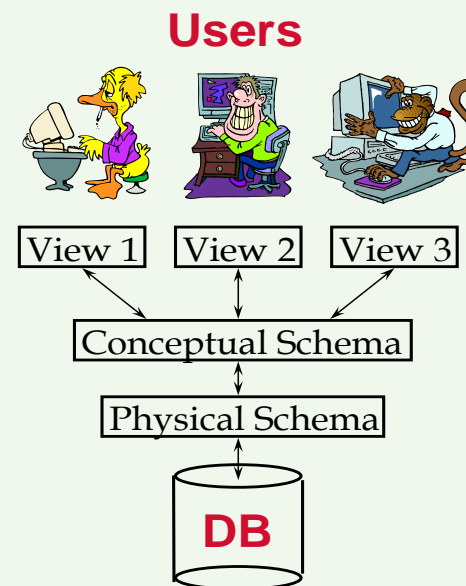 Users
View 1 View 2 View 3
Conceptual Schema
Physical Schema
DB